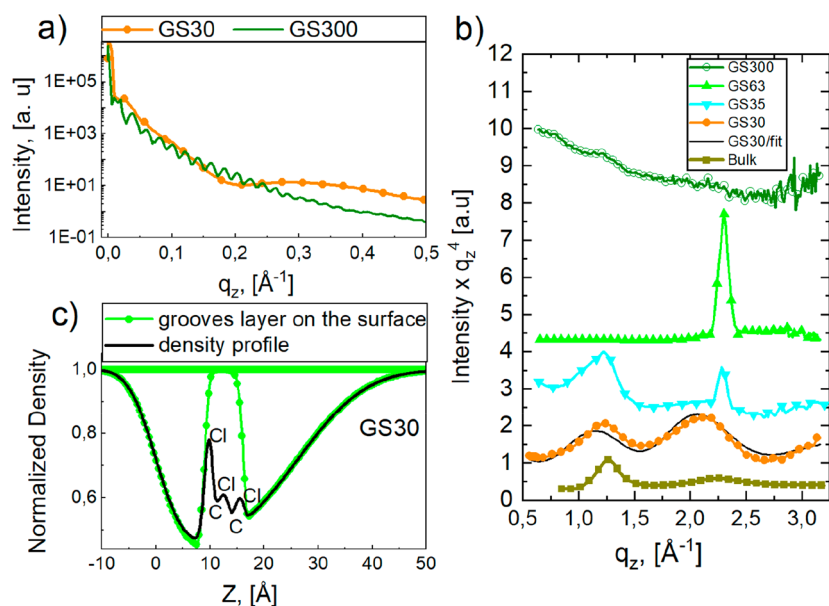 a)
GS30
GS300
Intensity, [a. u]
1E+05
1E+03
1E+01
1E-01
0,0 0,1 0,2 0,3 0,4 0,5
q_z, [Å⁻¹]
b)
Intensity x q_z⁴ [a.u]
12
11
10
9
8
7
6
5
4
3
2
1
0
GS300
GS63
GS35
GS30
GS30/fit
Bulk
0,5 1,0 1,5 2,0 2,5 3,0
q_z, [Å⁻¹]
c)
grooves layer on the surface
density profile
Normalized Density
1,0
0,8
0,6
GS30
Cl
Cl
Cl
C
C
-10 0 10 20 30 40 50
Z, [Å]